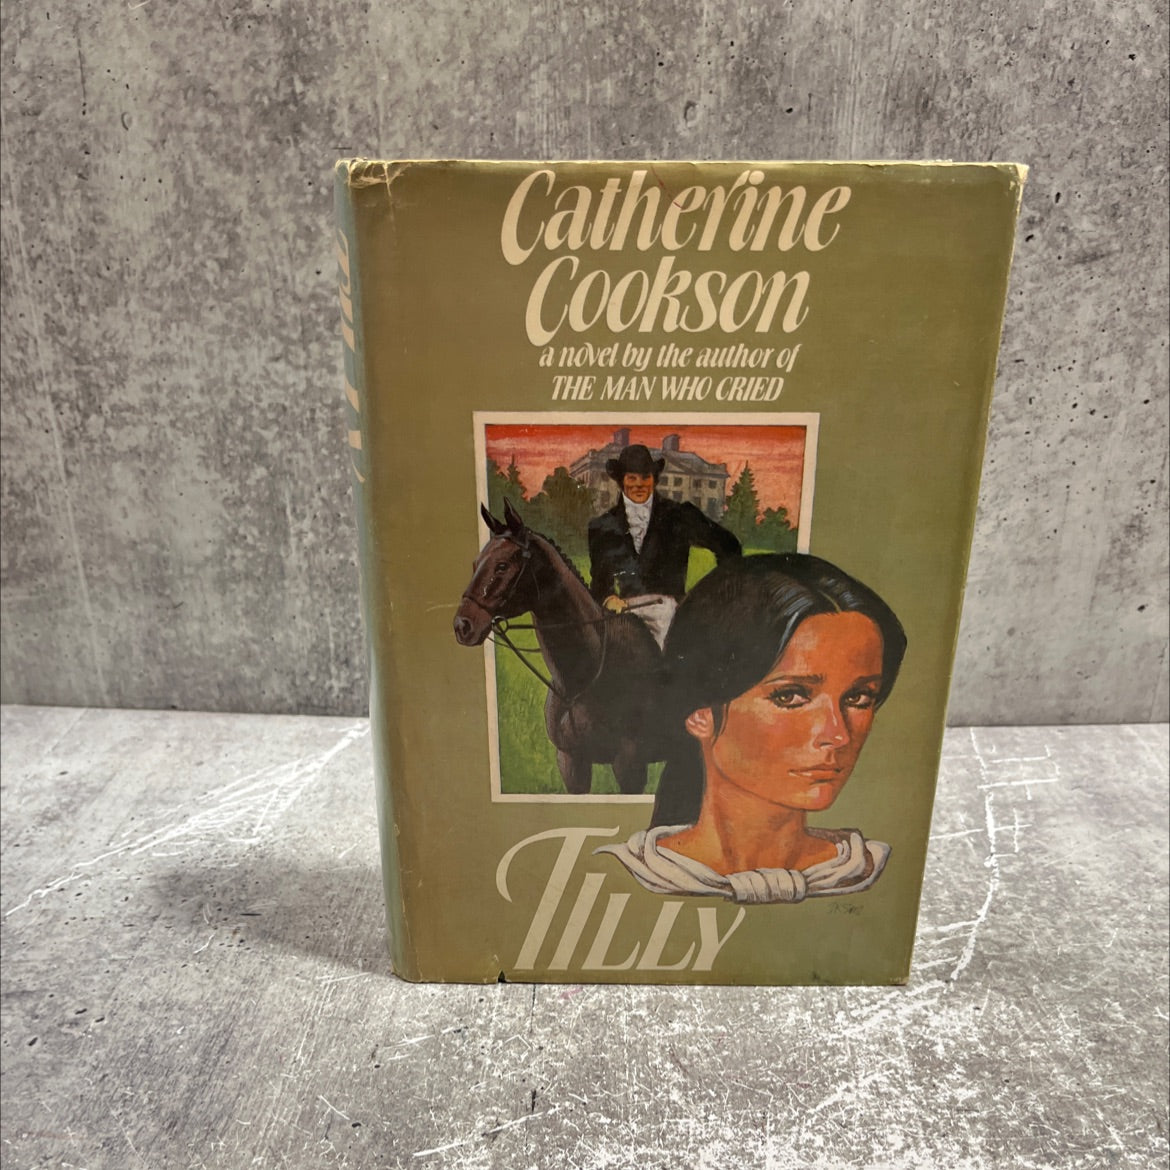 Catherine
Cookson
a novel by the author of
THE MAN WHO CRIED
TILLY